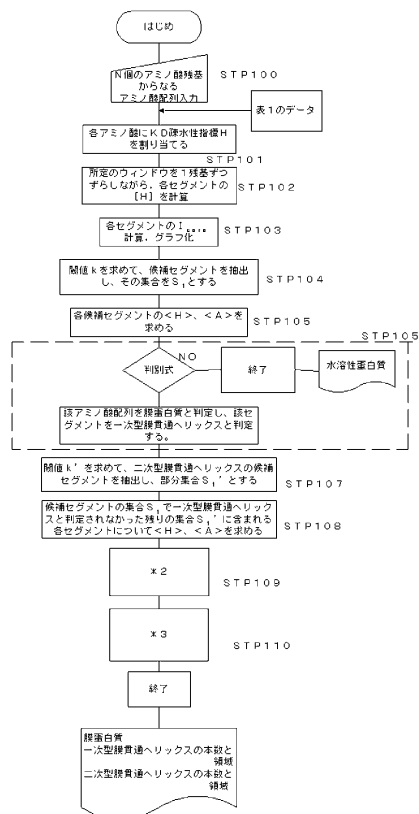 はじめ
N個のアミノ酸残基
からなる
アミノ酸配列入力
STP100
表1のデータ
各アミノ酸にKD疎水性指標H
を割り当てる
STP101
所定のウィンドウを1残基ずつ
ずらしながら、各セグメントの
[H]を計算
STP102
各セグメントのI
計算、グラフ化
STP103
閾値kを求めて、候補セグメントを抽出
し、その集合をS₁とする
STP104
各候補セグメントの<H>、<A>を
求める
STP105
STP105
判別式
NO
終了
水溶性蛋白質
該アミノ酸配列を膜蛋白質と判定し、該セ
グメントを一次型膜貫通ヘリックスと判定
する。
閾値k'を求めて、二次型膜貫通ヘリックスの候補
セグメントを抽出し、部分集合S₁'とする
STP107
候補セグメントの集合S₁で一次型膜貫通ヘリック
スと判定されなかった残りの集合S₁'に含まれる
各セグメントについて<H>、<A>を求める
STP108
*2
STP109
*3
STP110
終了
膜蛋白質
一次型膜貫通ヘリックスの本数と
領域
二次型膜貫通ヘリックスの本数と
領域